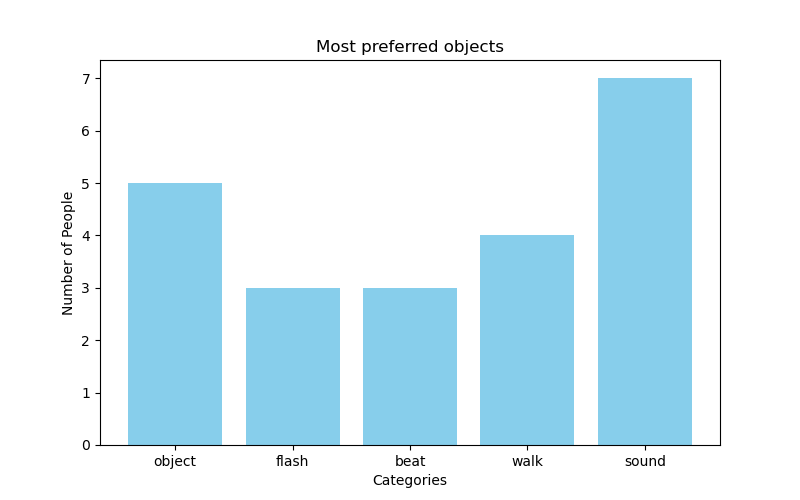 Most preferred objects
Number of People
7
6
5
4
3
2
1
0
object flash beat walk sound
Categories